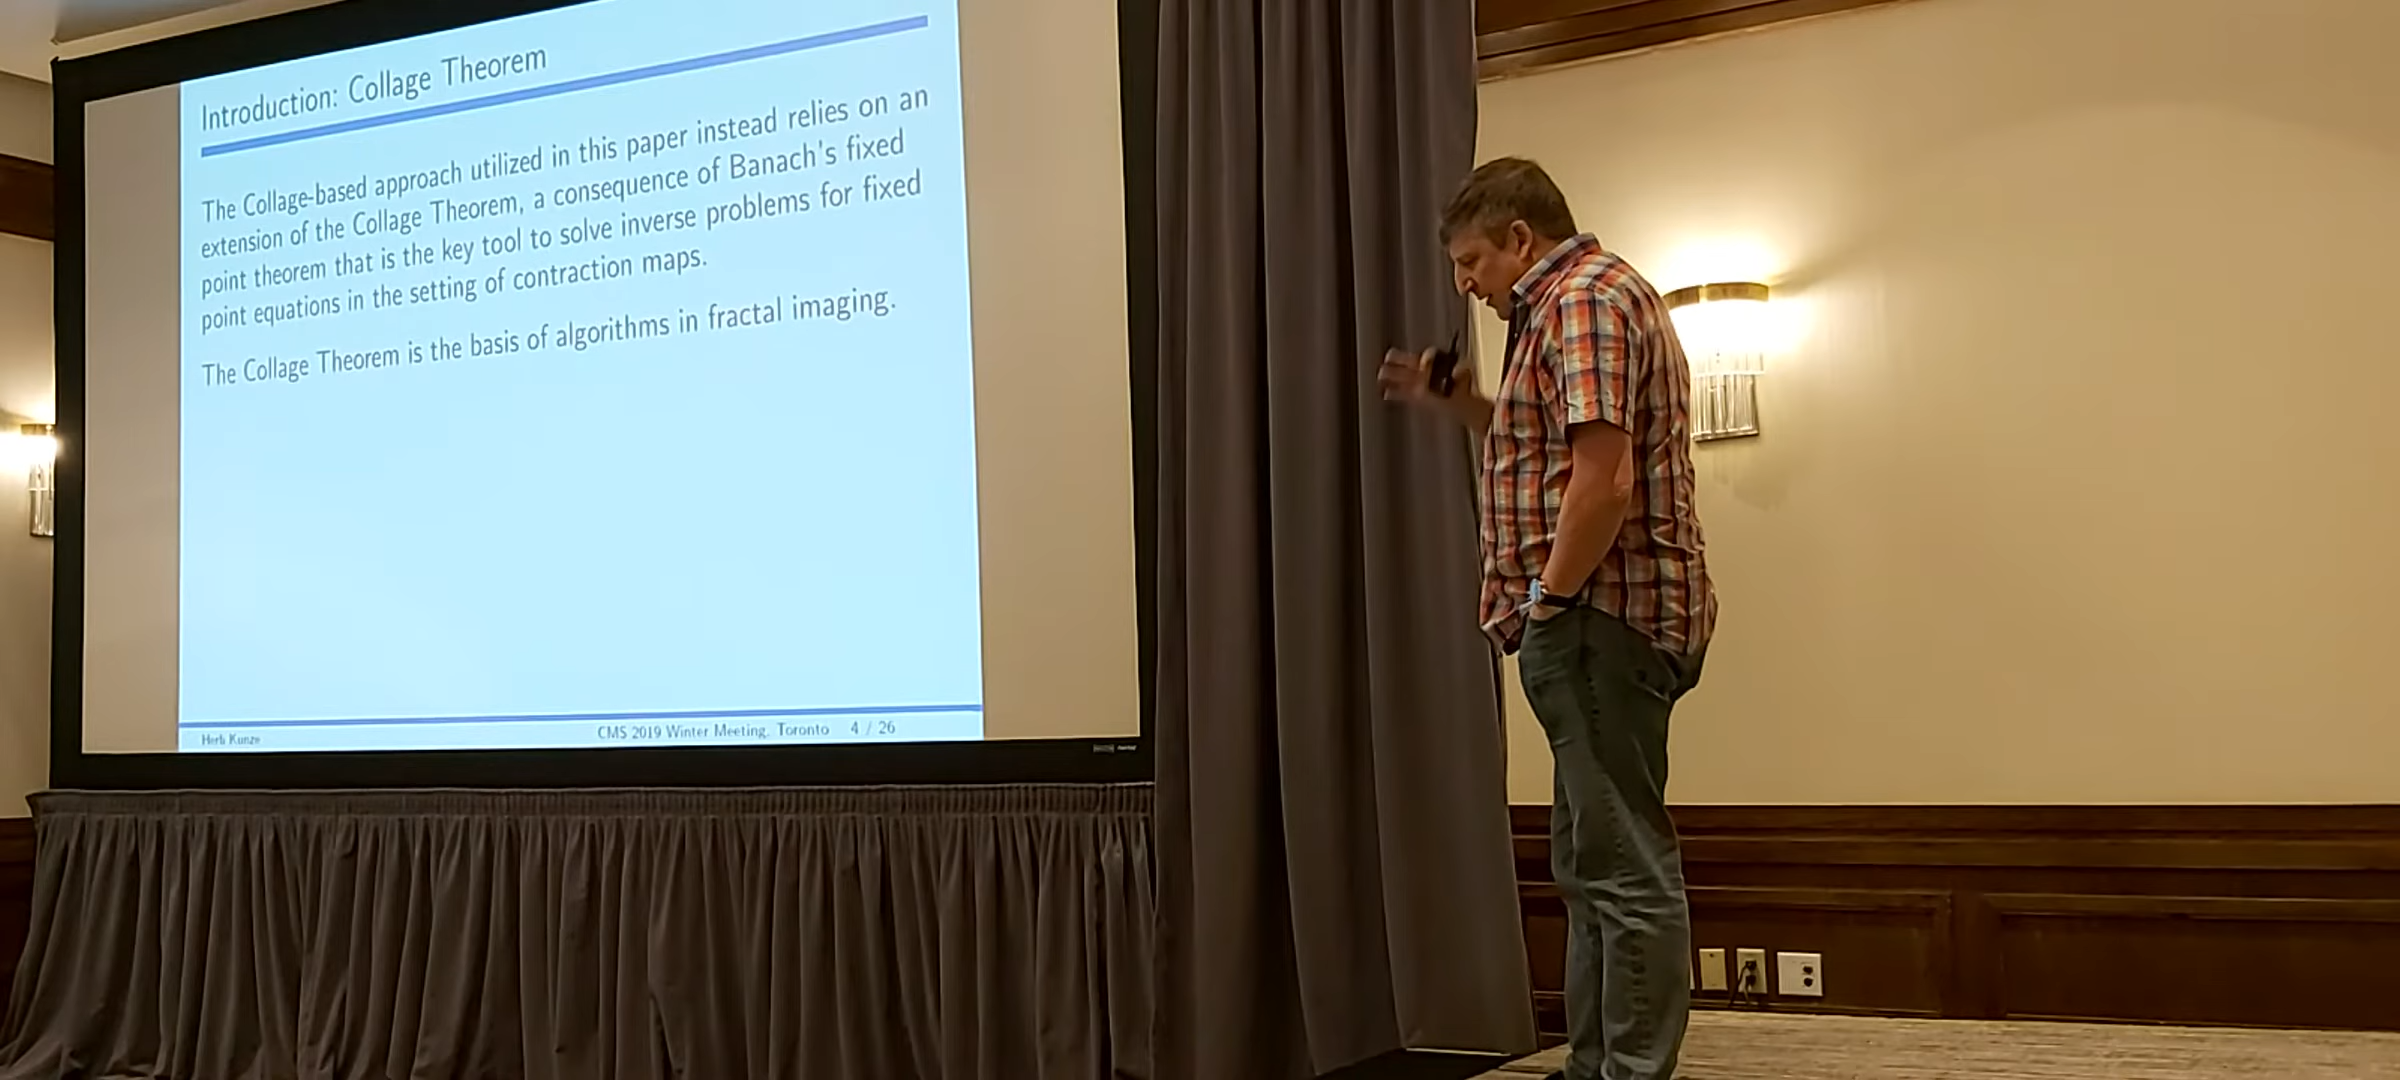 Introduction: Collage Theorem
The Collage-based approach utilized in this paper instead relies on an
extension of the Collage Theorem, a consequence of Banach's fixed
point theorem that is the key tool to solve inverse problems for fixed
point equations in the setting of contraction maps.
The Collage Theorem is the basis of algorithms in fractal imaging.
Herb Kunze
CMS 2019 Winter Meeting, Toronto 4 / 26